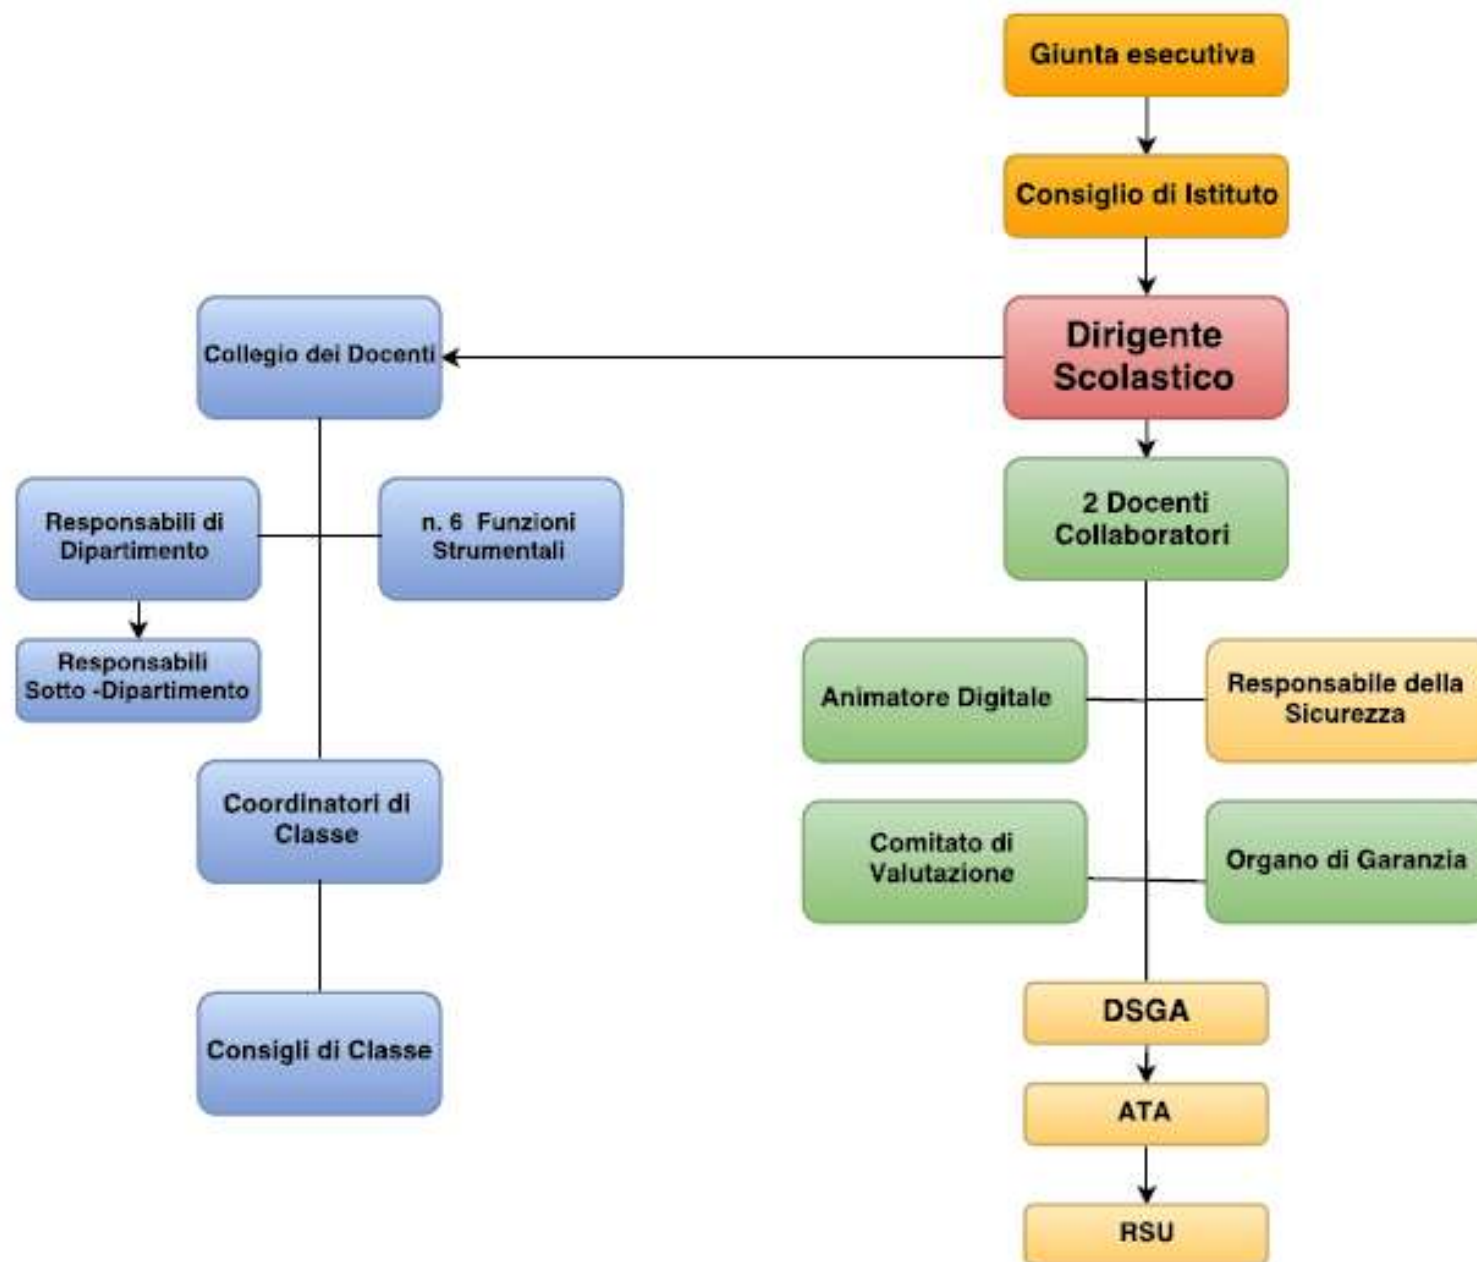 Giunta esecutiva
Consiglio di Istituto
Dirigente
Scolastico
Collegio dei Docenti
2 Docenti
Collaboratori
Responsabili di
Dipartimento
n. 6 Funzioni
Strumentali
Responsabili
Sotto -Dipartimento
Animatore Digitale
Responsabile della
Sicurezza
Coordinatori di
Classe
Comitato di
Valutazione
Organo di Garanzia
Consigli di Classe
DSGA
ATA
RSU